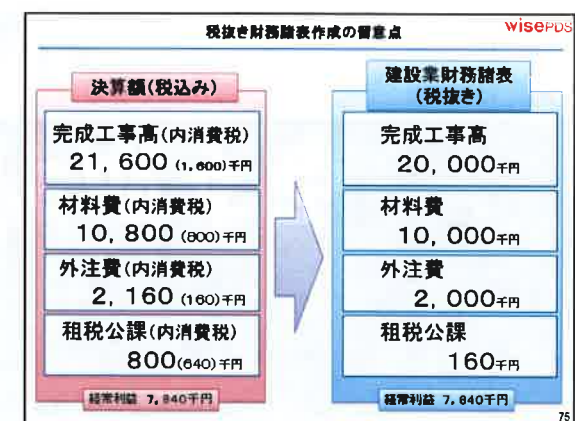 税抜き財務諸表作成の留意点
wisePDS
決算額(税込み)
完成工事高(内消費税)
21,600 (1,600)千円
材料費(内消費税)
10,800 (800)千円
外注費(内消費税)
2,160 (160)千円
租税公課(内消費税)
800(640)千円
経常利益 7,840千円
建設業財務諸表
(税抜き)
完成工事高
20,000千円
材料費
10,000千円
外注費
2,000千円
租税公課
160千円
経常利益 7,840千円
75